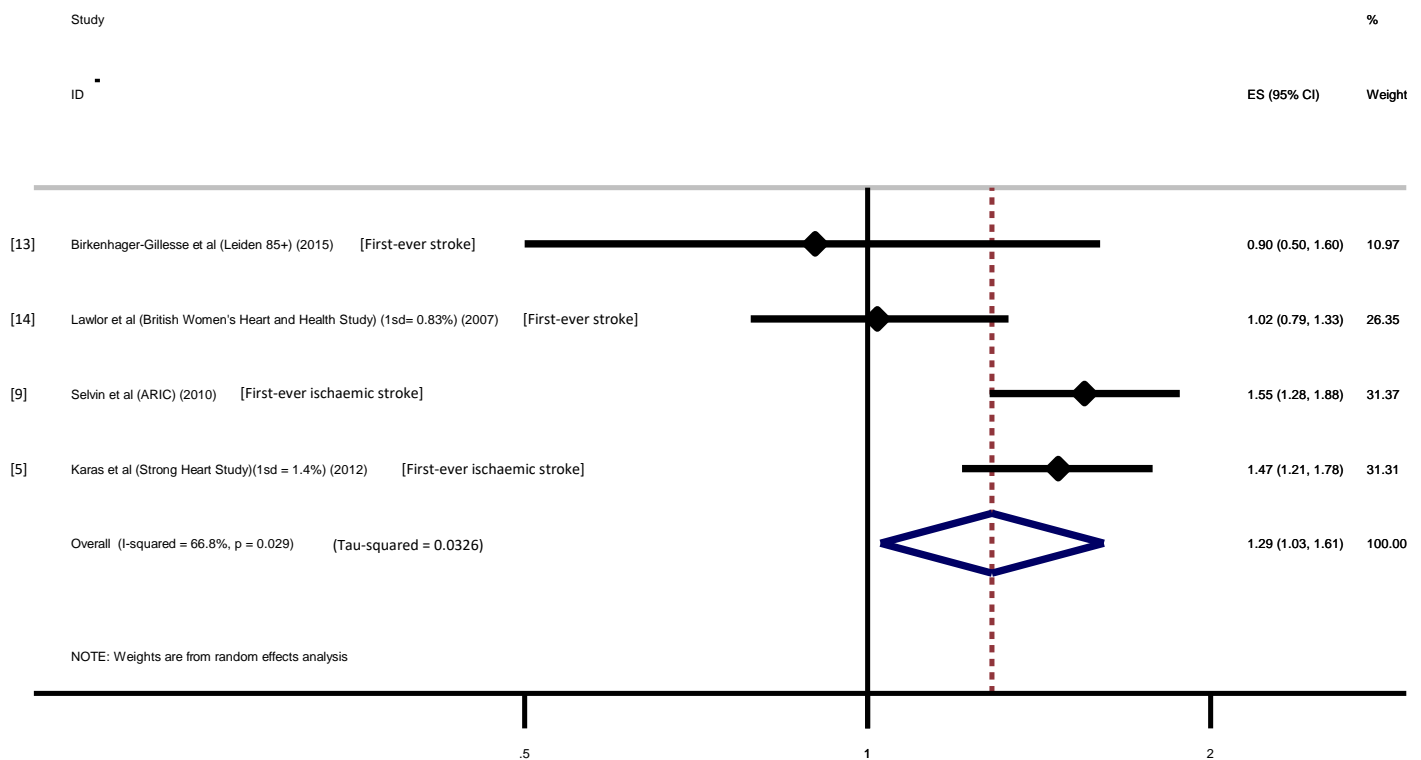 Study %
ID ES (95% CI) Weight
[13] Birkenhager-Gillesse et al (Leiden 85+) (2015) [First-ever stroke] 0.90 (0.50, 1.60) 10.97
[14] Lawlor et al (British Women's Heart and Health Study) (1sd= 0.83%) (2007) [First-ever stroke] 1.02 (0.79, 1.33) 26.35
[9] Selvin et al (ARIC) (2010) [First-ever ischaemic stroke] 1.55 (1.28, 1.88) 31.37
[5] Karas et al (Strong Heart Study)(1sd = 1.4%) (2012) [First-ever ischaemic stroke] 1.47 (1.21, 1.78) 31.31
Overall (I-squared = 66.8%, p = 0.029) (Tau-squared = 0.0326) 1.29 (1.03, 1.61) 100.00
NOTE: Weights are from random effects analysis
.5 1 2